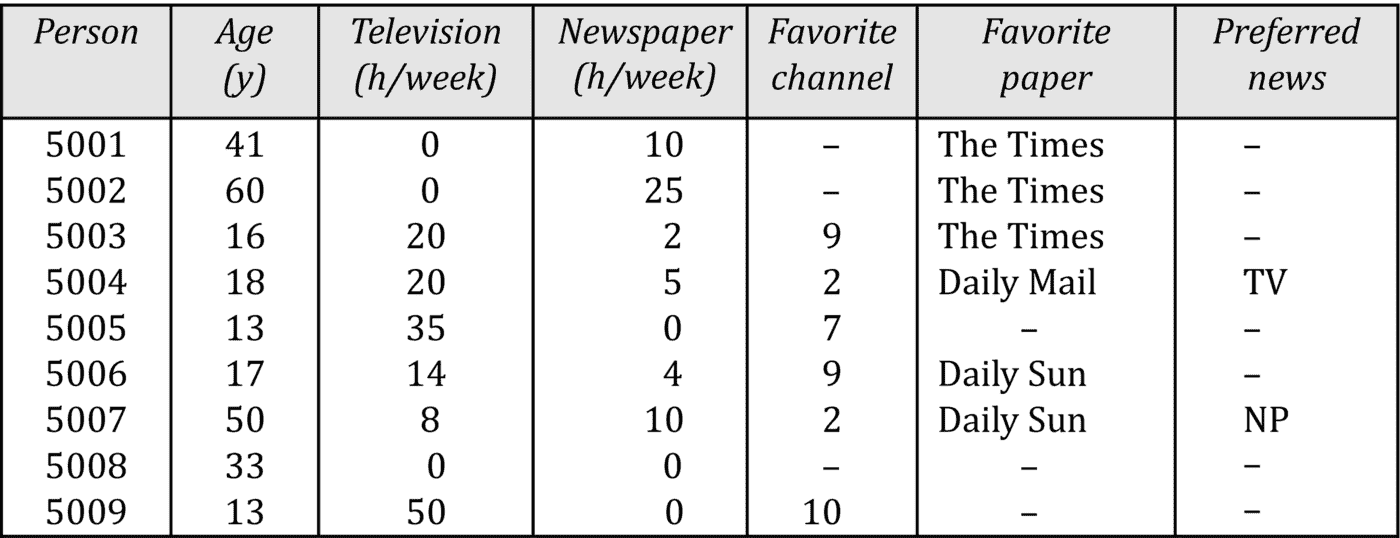 Person Age (y) Television (h/week) Newspaper (h/week) Favorite channel Favorite paper Preferred news
5001 41 0 10 – The Times –
5002 60 0 25 – The Times –
5003 16 20 2 9 The Times –
5004 18 20 5 2 Daily Mail TV
5005 13 35 0 7 – –
5006 17 14 4 9 Daily Sun –
5007 50 8 10 2 Daily Sun NP
5008 33 0 0 – – –
5009 13 50 0 10 – –